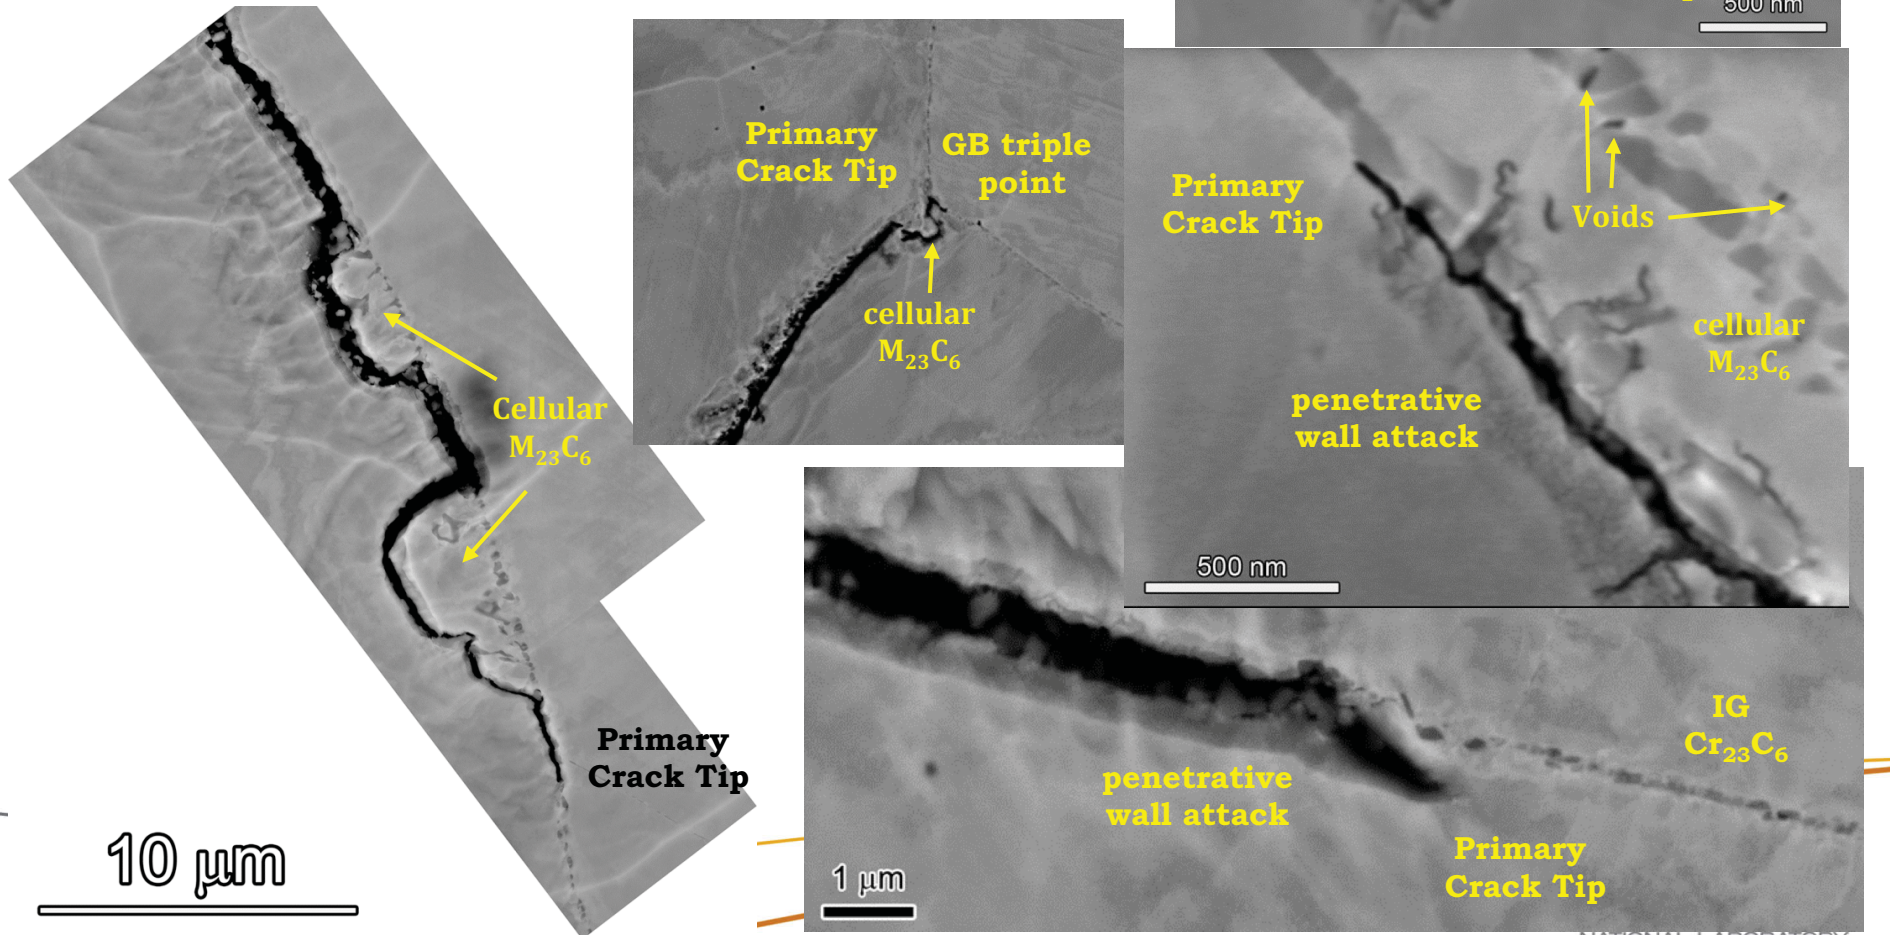 500 nm
Primary
Crack Tip
GB triple
point
cellular
M₂₃C₆
Cellular
M₂₃C₆
Primary
Crack Tip
10 μm
Primary
Crack Tip
Voids
cellular
M₂₃C₆
penetrative
wall attack
500 nm
IG
Cr₂₃C₆
penetrative
wall attack
Primary
Crack Tip
1 μm